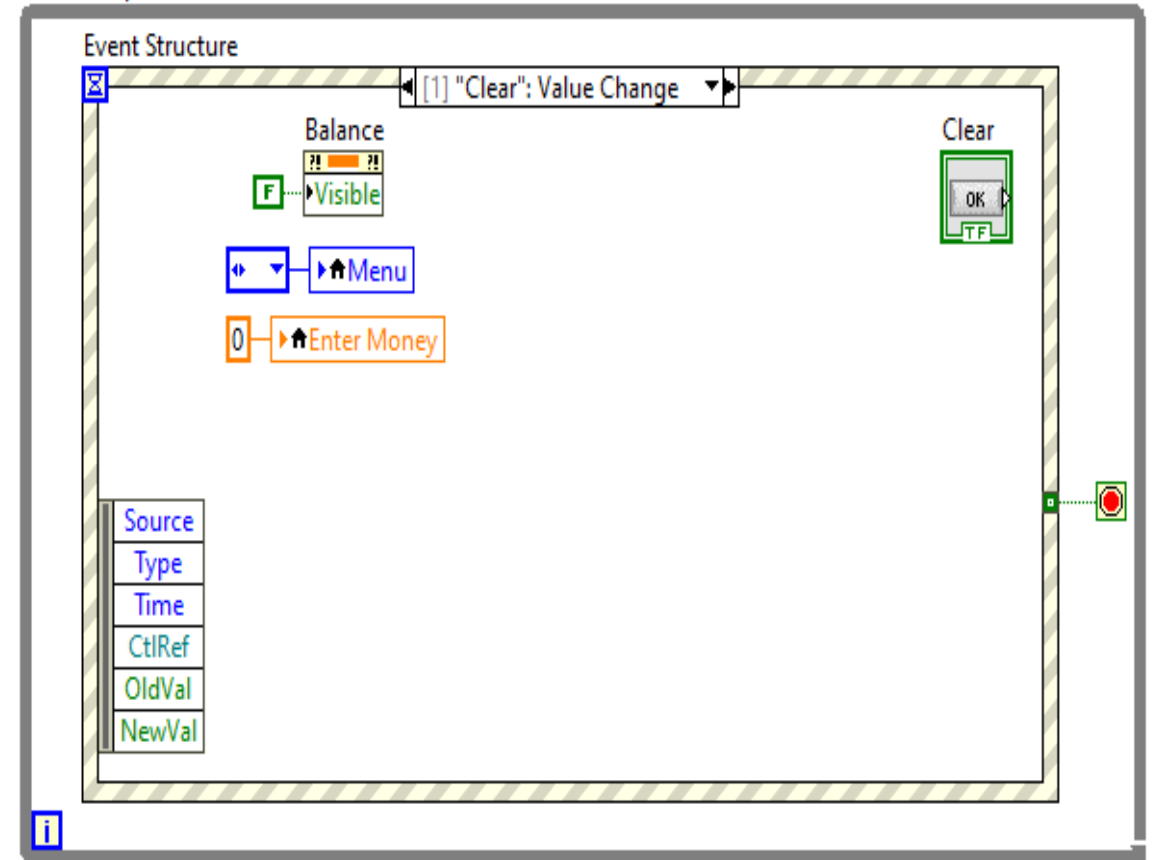 Event Structure
[1] "Clear": Value Change
Balance
Clear
?! ?!
F
Visible
OK
TF
Menu
0
Enter Money
Source
Type
Time
CtlRef
OldVal
NewVal
i